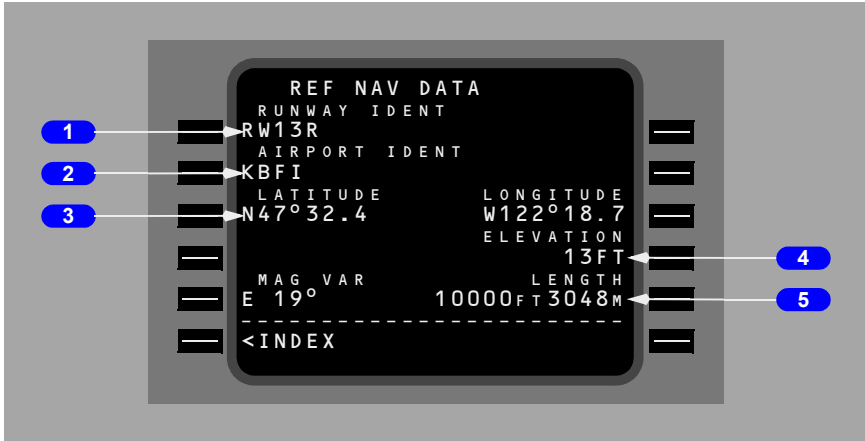 REF NAV DATA
RUNWAY IDENT
1 RW13R
AIRPORT IDENT
2 KBFI
LATITUDE LONGITUDE
3 N47°32.4 W122°18.7
ELEVATION
13FT 4
MAG VAR LENGTH
E 19° 10000FT3048M 5
------------------------
<INDEX